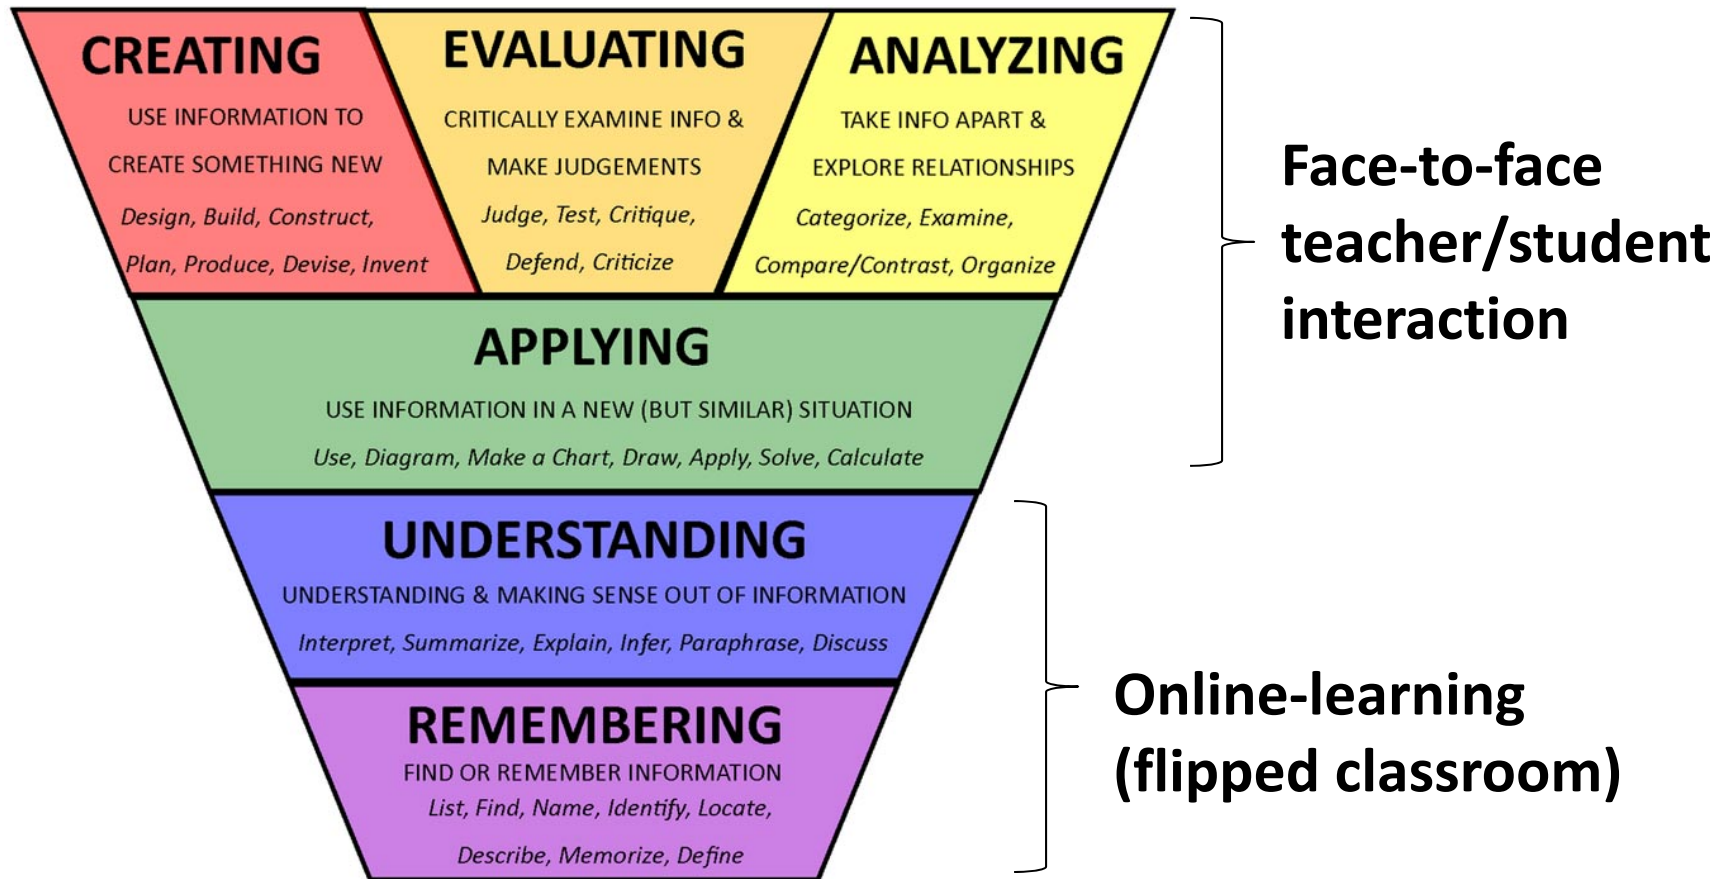 CREATING
USE INFORMATION TO
CREATE SOMETHING NEW
Design, Build, Construct,
Plan, Produce, Devise, Invent
EVALUATING
CRITICALLY EXAMINE INFO &
MAKE JUDGEMENTS
Judge, Test, Critique,
Defend, Criticize
ANALYZING
TAKE INFO APART &
EXPLORE RELATIONSHIPS
Categorize, Examine,
Compare/Contrast, Organize
Face-to-face
teacher/student
interaction
APPLYING
USE INFORMATION IN A NEW (BUT SIMILAR) SITUATION
Use, Diagram, Make a Chart, Draw, Apply, Solve, Calculate
UNDERSTANDING
UNDERSTANDING & MAKING SENSE OUT OF INFORMATION
Interpret, Summarize, Explain, Infer, Paraphrase, Discuss
REMEMBERING
FIND OR REMEMBER INFORMATION
List, Find, Name, Identify, Locate,
Describe, Memorize, Define
Online-learning
(flipped classroom)